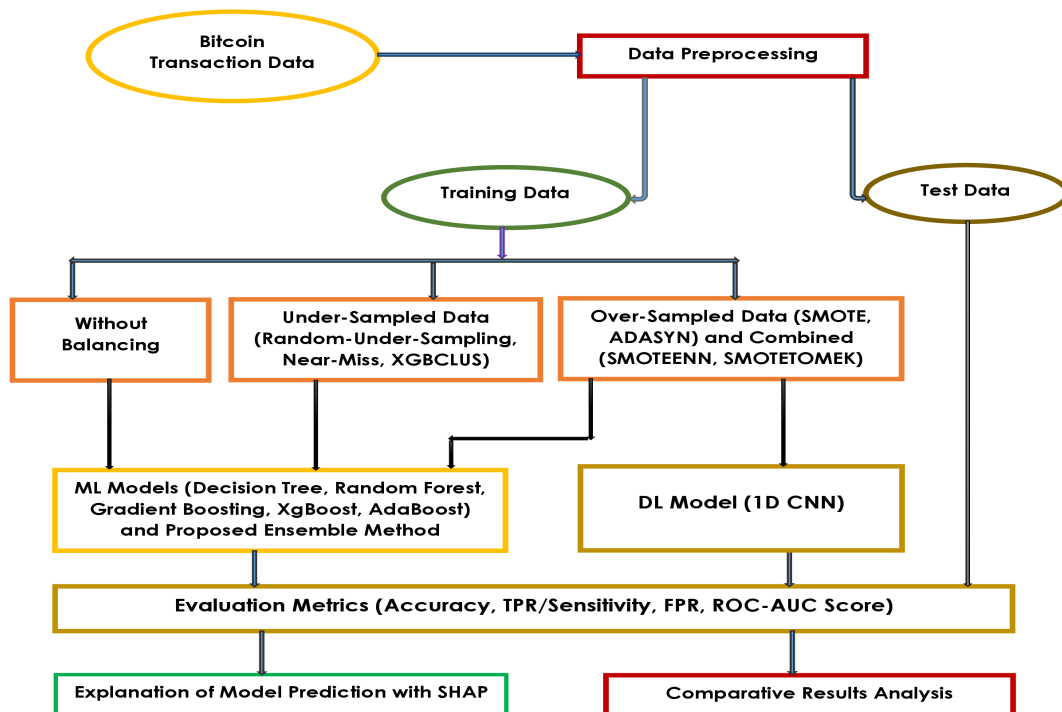 Bitcoin
Transaction Data
Data Preprocessing
Training Data
Test Data
Without
Balancing
Under-Sampled Data
(Random-Under-Sampling,
Near-Miss, XGBCLUS)
Over-Sampled Data (SMOTE,
ADASYN) and Combined
(SMOTEENN, SMOTETOMEK)
ML Models (Decision Tree, Random Forest,
Gradient Boosting, XgBoost, AdaBoost)
and Proposed Ensemble Method
DL Model (1D CNN)
Evaluation Metrics (Accuracy, TPR/Sensitivity, FPR, ROC-AUC Score)
Explanation of Model Prediction with SHAP
Comparative Results Analysis